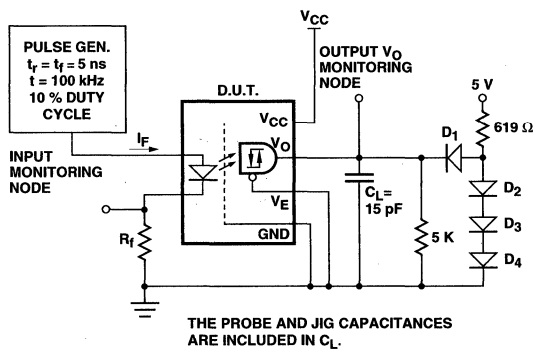 PULSE GEN.
tr = tf = 5 ns
t = 100 kHz
10 % DUTY
CYCLE
VCC
OUTPUT VO
MONITORING
NODE
5 V
D.U.T.
VCC
D1
619 Ω
IF
VO
INPUT
MONITORING
NODE
D2
CL=
15 pF
VE
D3
Rf
GND
5 K
D4
THE PROBE AND JIG CAPACITANCES
ARE INCLUDED IN CL.